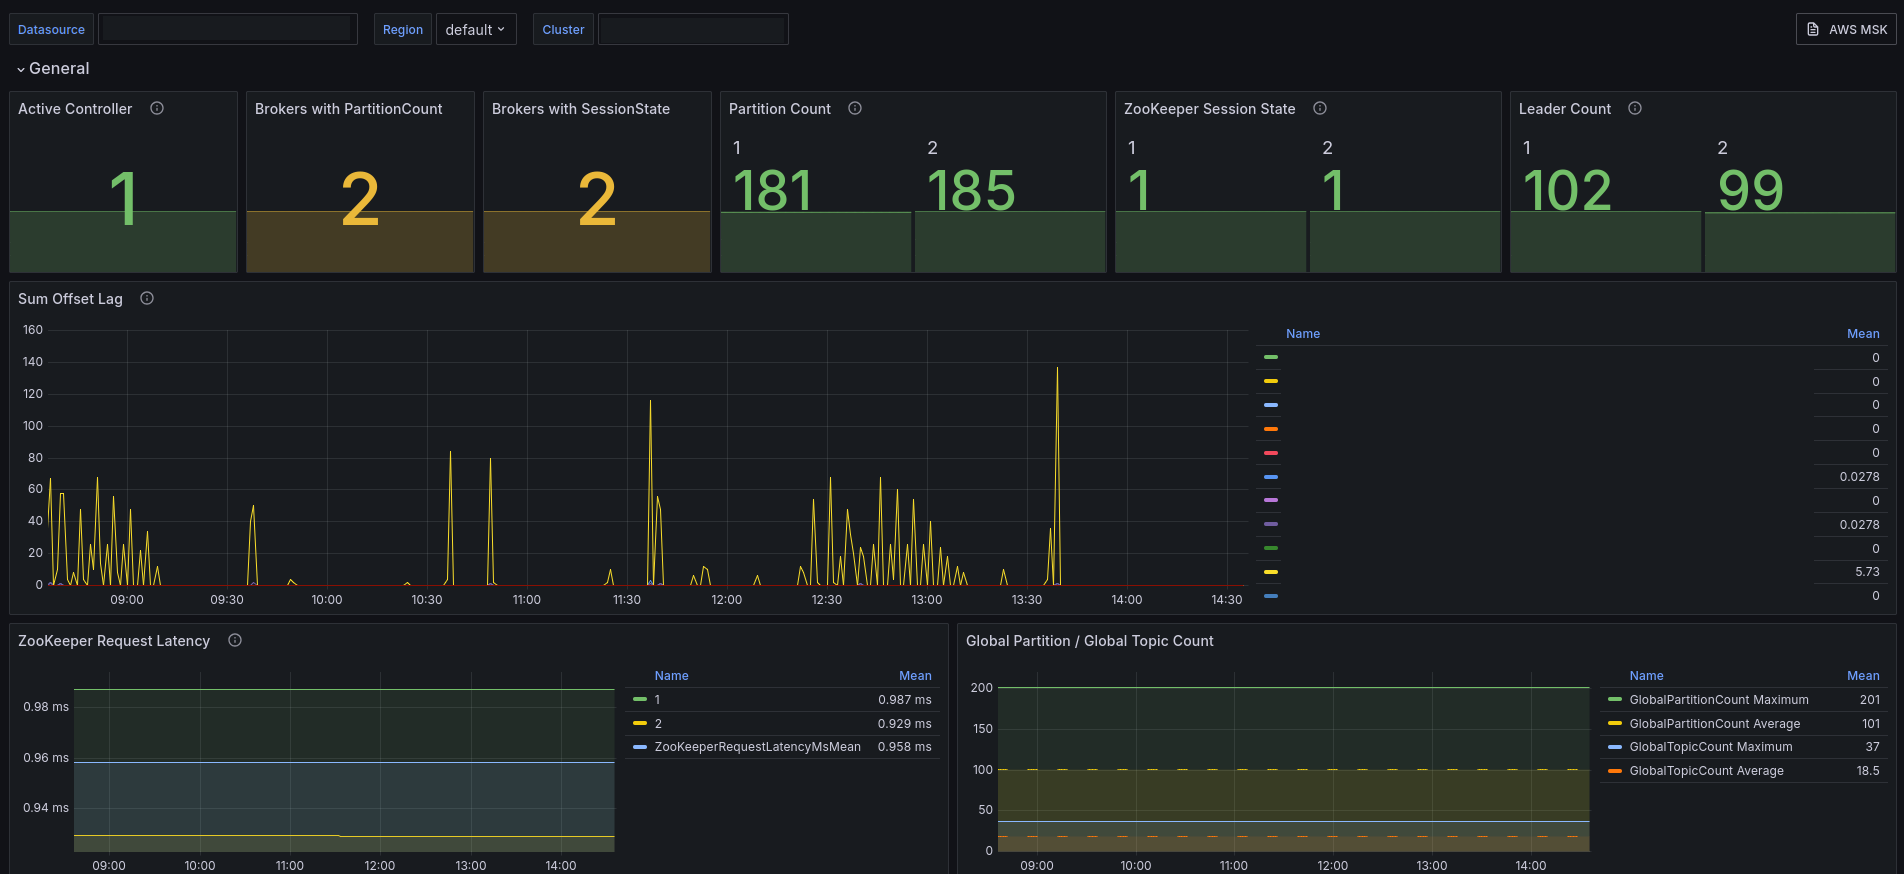 Datasource Region default Cluster AWS MSK
General
Active Controller Brokers with PartitionCount Brokers with SessionState Partition Count ZooKeeper Session State Leader Count
1 2 1 2 1 2
1 2 2 181 185 1 1 102 99
Sum Offset Lag
160
140
120
100
80
60
40
20
0
09:00 09:30 10:00 10:30 11:00 11:30 12:00 12:30 13:00 13:30 14:00 14:30
Name Mean
0
0
0
0
0
0.0278
0
0.0278
0
5.73
0
ZooKeeper Request Latency
0.98 ms
0.96 ms
0.94 ms
09:00 10:00 11:00 12:00 13:00 14:00
Name Mean
1 0.987 ms
2 0.929 ms
ZooKeeperRequestLatencyMsMean 0.958 ms
Global Partition / Global Topic Count
200
150
100
50
0
09:00 10:00 11:00 12:00 13:00 14:00
Name Mean
GlobalPartitionCount Maximum 201
GlobalPartitionCount Average 101
GlobalTopicCount Maximum 37
GlobalTopicCount Average 18.5